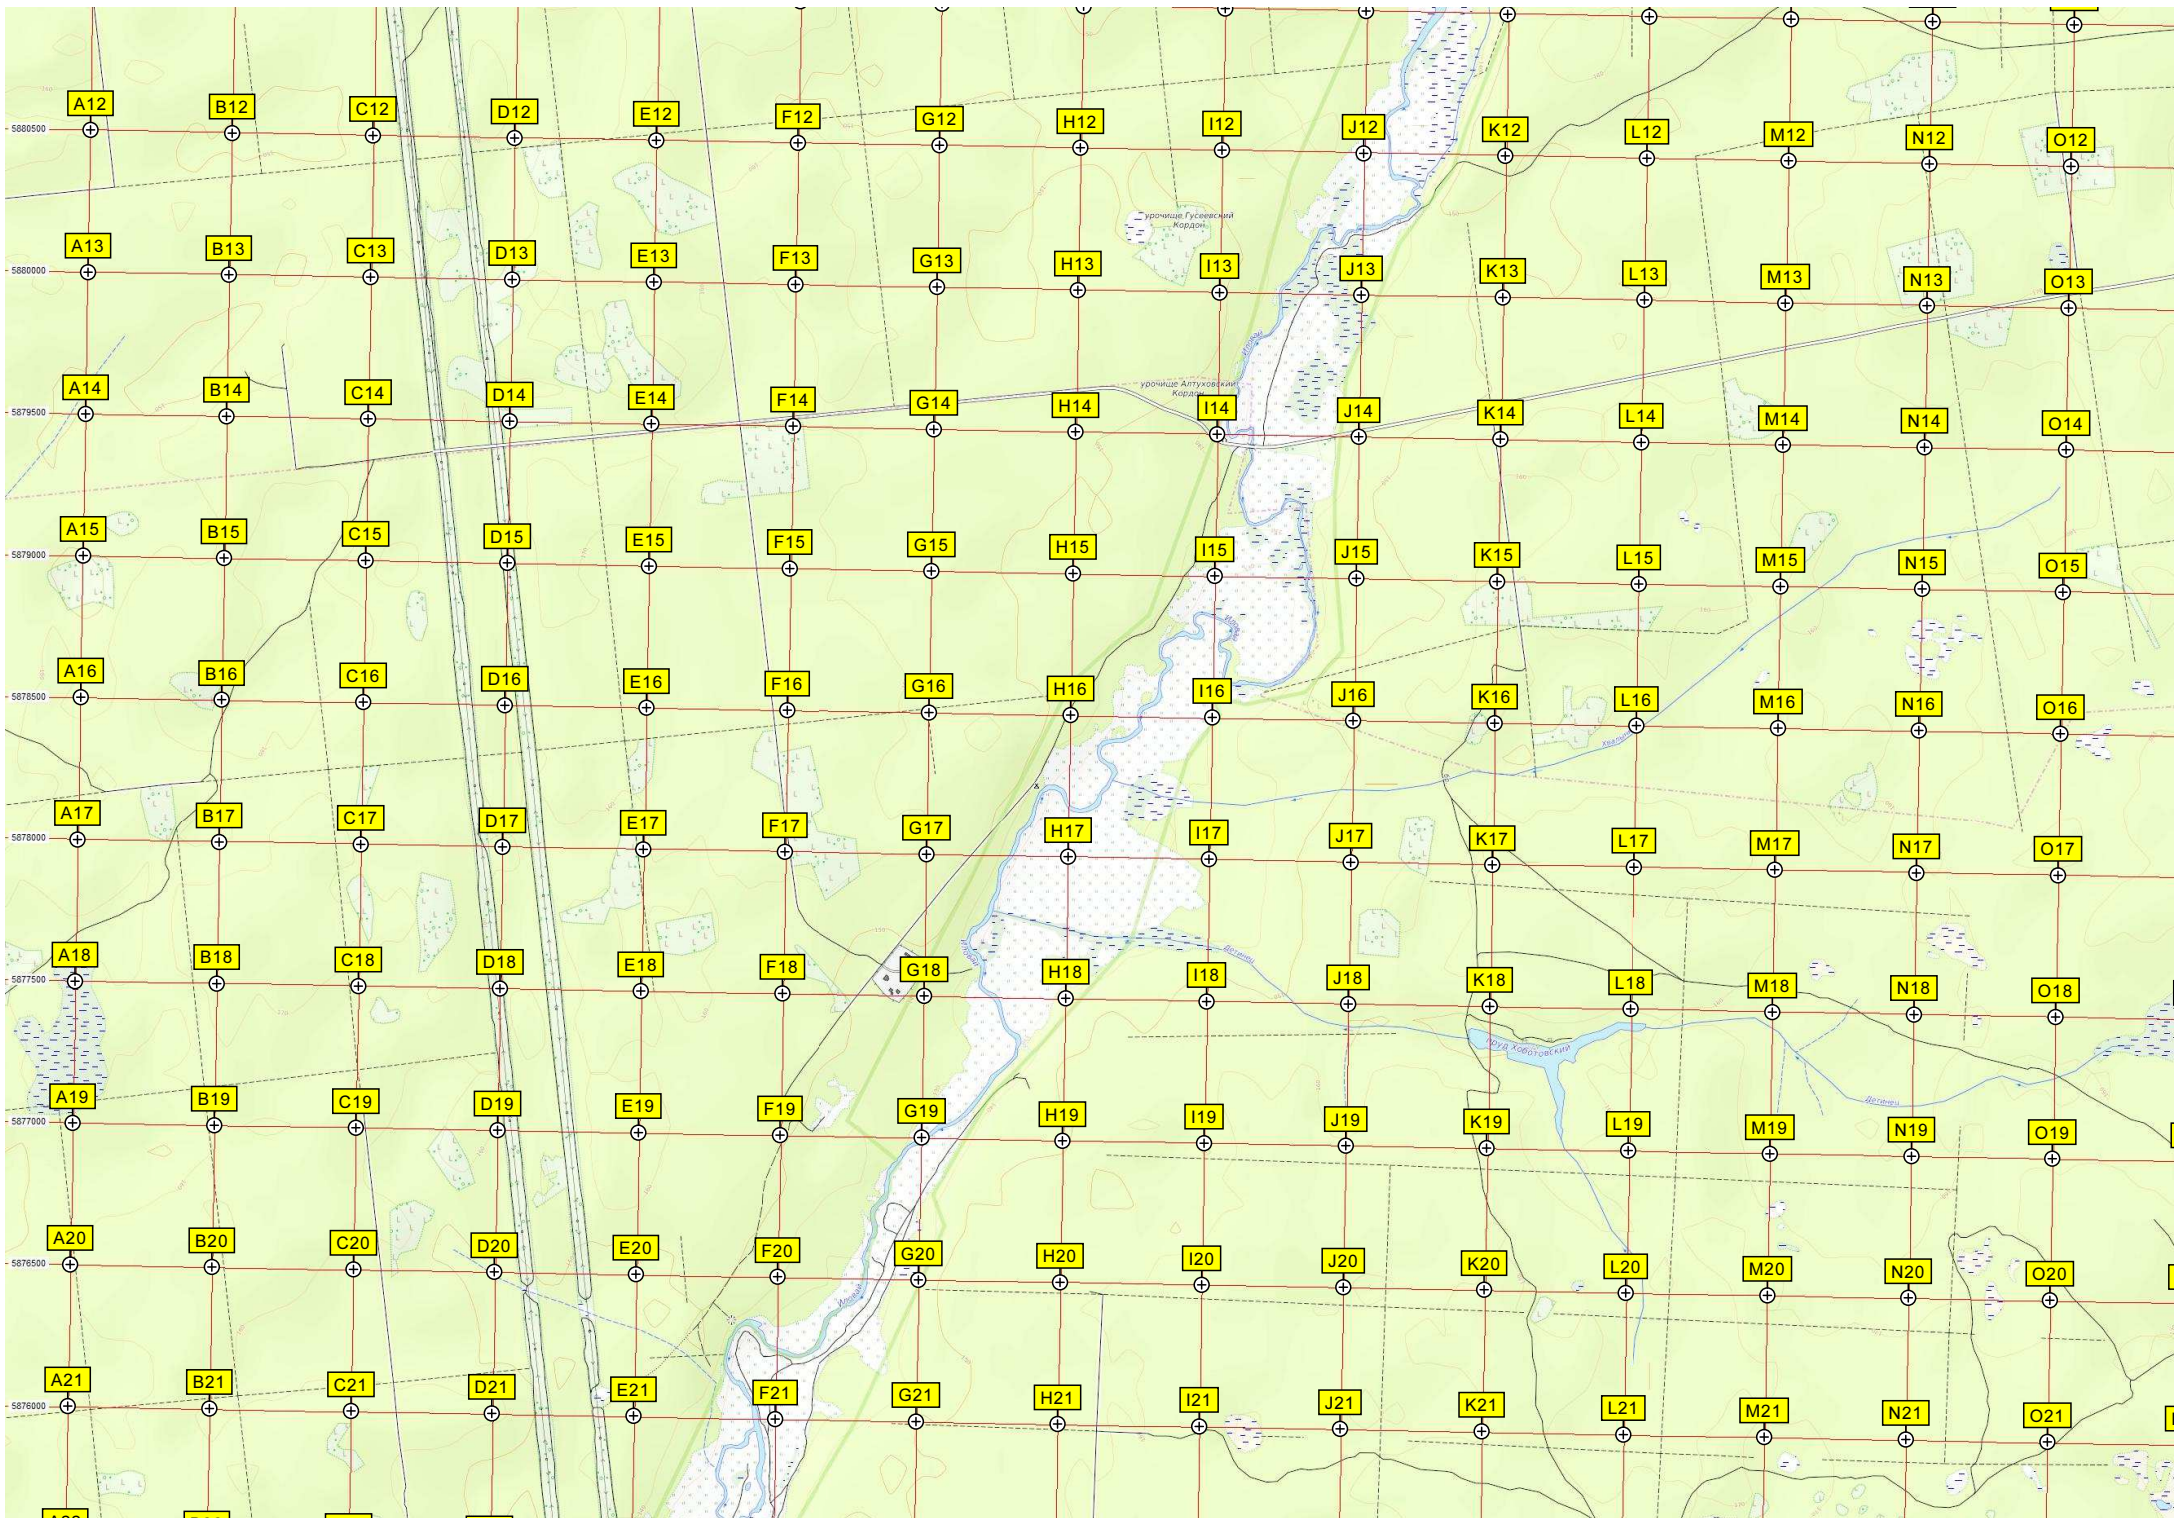 A12 B12 C12 D12 E12 F12 G12 H12 I12 J12 K12 L12 M12 N12 O12
5880500
урочище Гусеевский
Кордон
A13 B13 C13 D13 E13 F13 G13 H13 I13 J13 K13 L13 M13 N13 O13
5880000
Иловай
урочище Алтуховский
Кордон
A14 B14 C14 D14 E14 F14 G14 H14 I14 J14 K14 L14 M14 N14 O14
5879500
A15 B15 C15 D15 E15 F15 G15 H15 I15 J15 K15 L15 M15 N15 O15
5879000
A16 B16 C16 D16 E16 F16 G16 H16 I16 J16 K16 L16 M16 N16 O16
5878500
A17 B17 C17 D17 E17 F17 G17 H17 I17 J17 K17 L17 M17 N17 O17
5878000
Иловай
Детинец
A18 B18 C18 D18 E18 F18 G18 H18 I18 J18 K18 L18 M18 N18 O18
5877500
пруд Хоботовский
Детинец
A19 B19 C19 D19 E19 F19 G19 H19 I19 J19 K19 L19 M19 N19 O19
5877000
A20 B20 C20 D20 E20 F20 G20 H20 I20 J20 K20 L20 M20 N20 O20
5876500
Иловай
A21 B21 C21 D21 E21 F21 G21 H21 I21 J21 K21 L21 M21 N21 O21
5876000